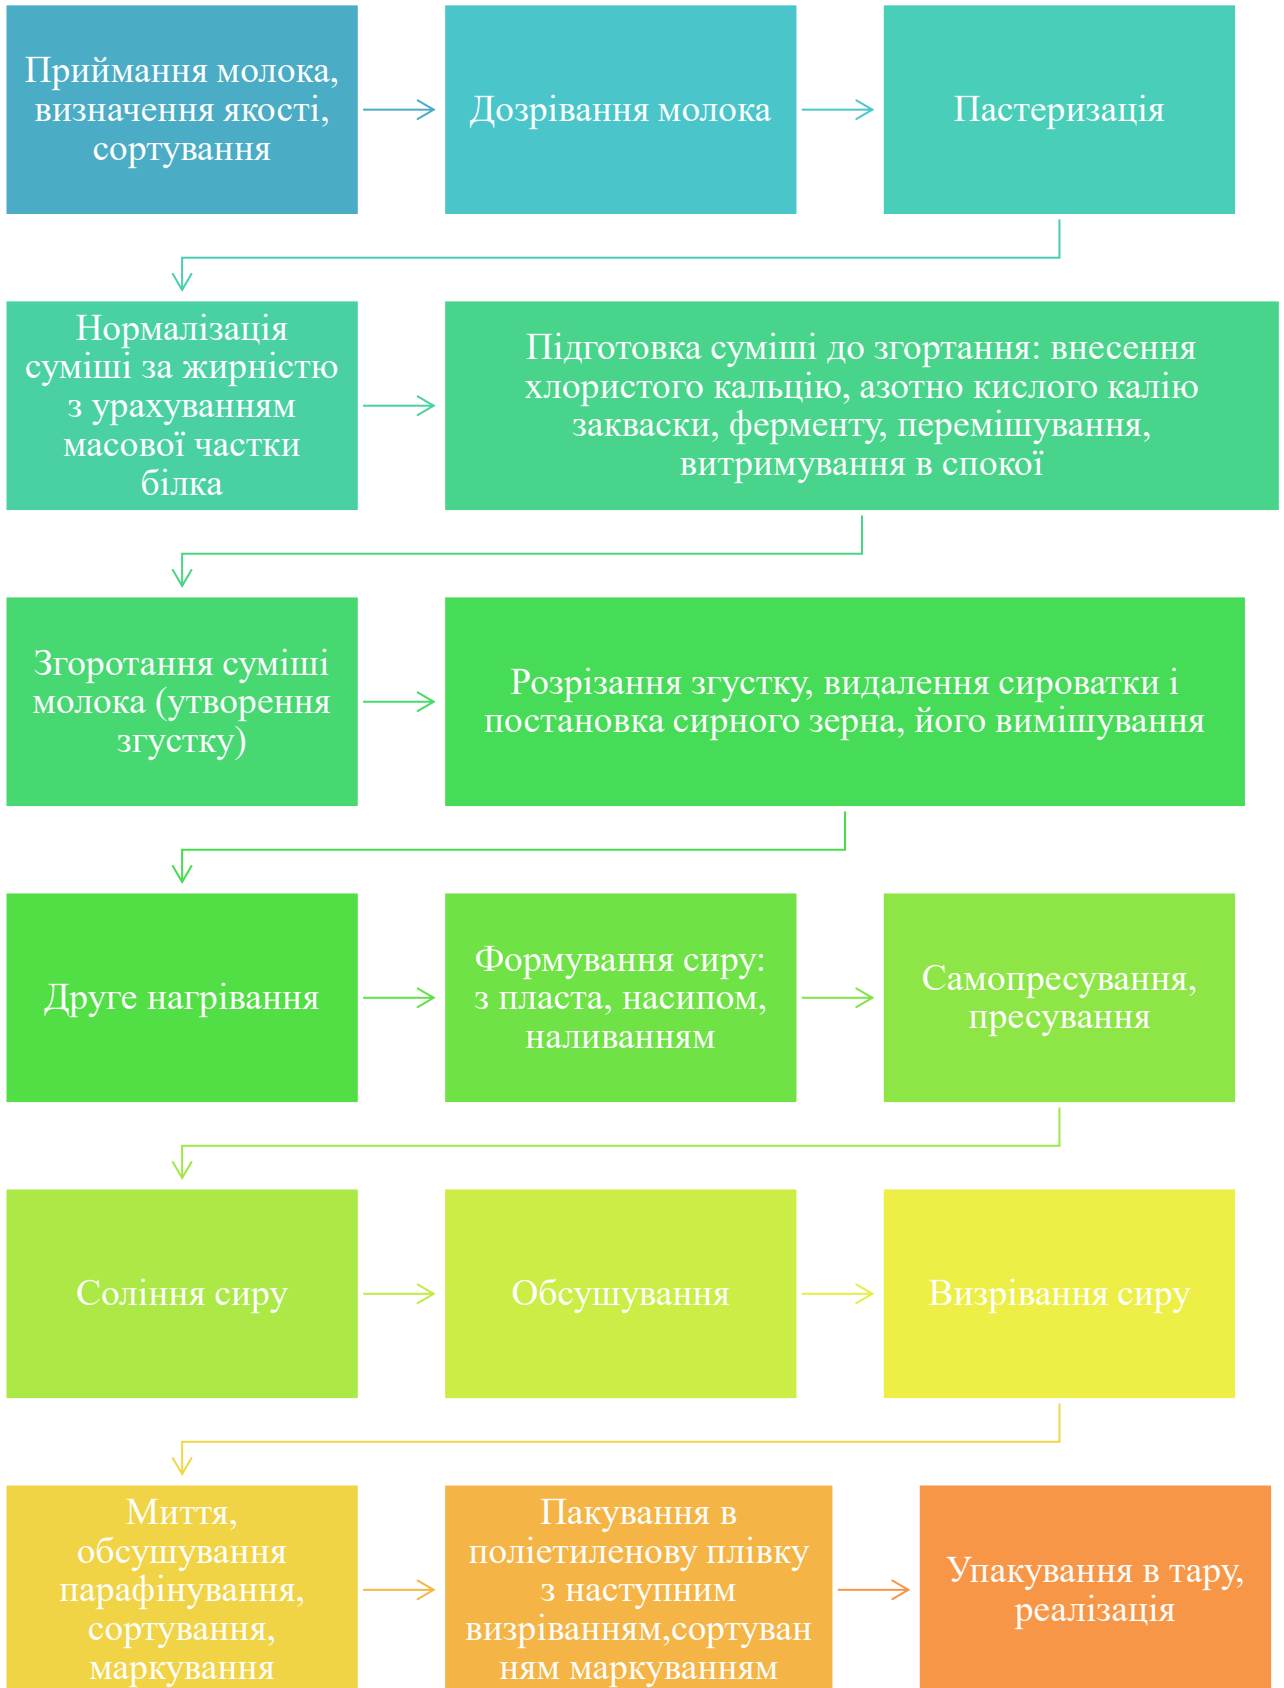 Приймання молока,
визначення якості,
сортування
Дозрівання молока
Пастеризація
Нормалізація
суміші за жирністю
з урахуванням
масової частки
білка
Підготовка суміші до згортання: внесення
хлористого кальцію, азотно кислого калію
закваски, ферменту, перемішування,
витримування в спокої
Згоротання суміші
молока (утворення
згустку)
Розрізання згустку, видалення сироватки і
постановка сирного зерна, його вимішування
Друге нагрівання
Формування сиру:
з пласта, насипом,
наливанням
Самопресування,
пресування
Соління сиру
Обсушування
Визрівання сиру
Миття,
обсушування
парафінування,
сортування,
маркування
Пакування в
поліетиленову плівку
з наступним
визріванням,сортуван
ням маркуванням
Упакування в тару,
реалізація